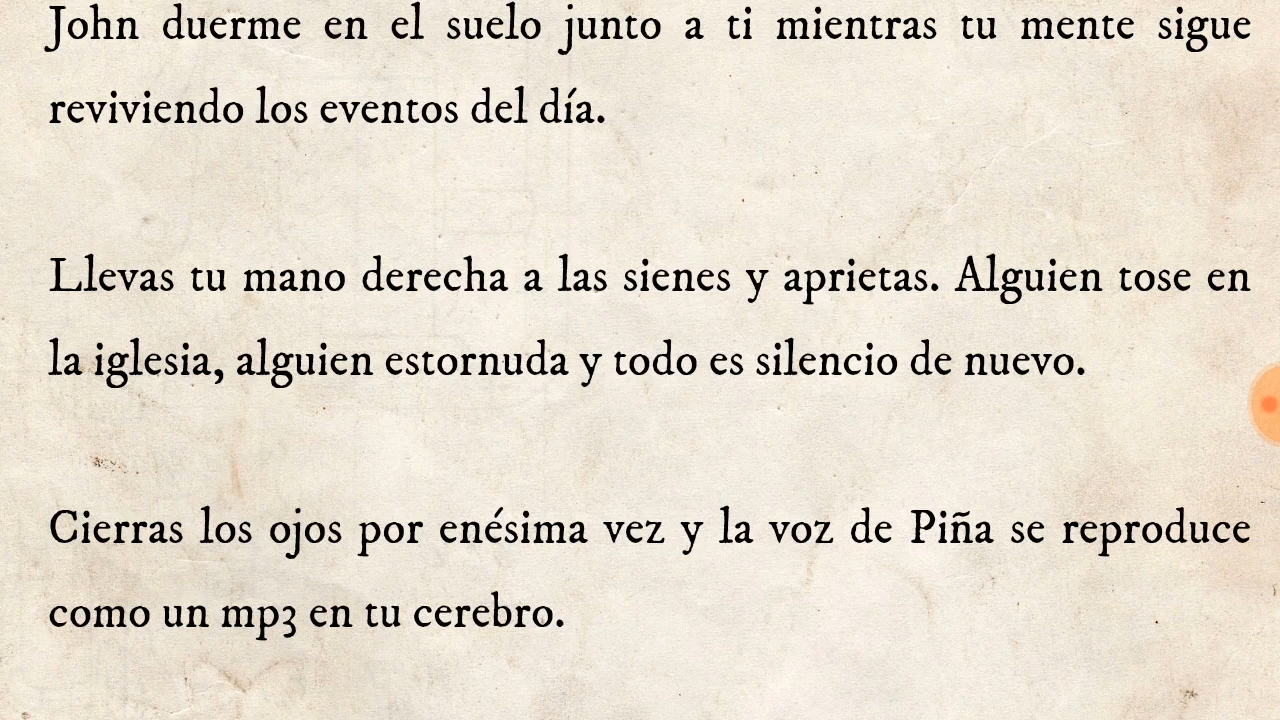 John duerme en el suelo junto a ti mientras tu mente sigue
reviviendo los eventos del día.
Llevas tu mano derecha a las sienes y aprietas. Alguien tose en
la iglesia, alguien estornuda y todo es silencio de nuevo.
Cierras los ojos por enésima vez y la voz de Piña se reproduce
como un mp3 en tu cerebro.